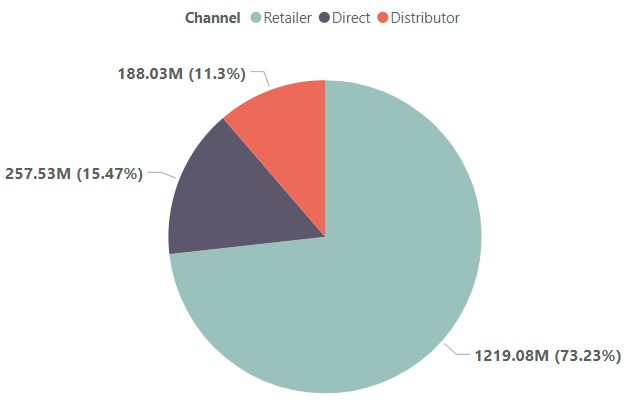 Channel Retailer Direct Distributor
188.03M (11.3%)
257.53M (15.47%)
1219.08M (73.23%)